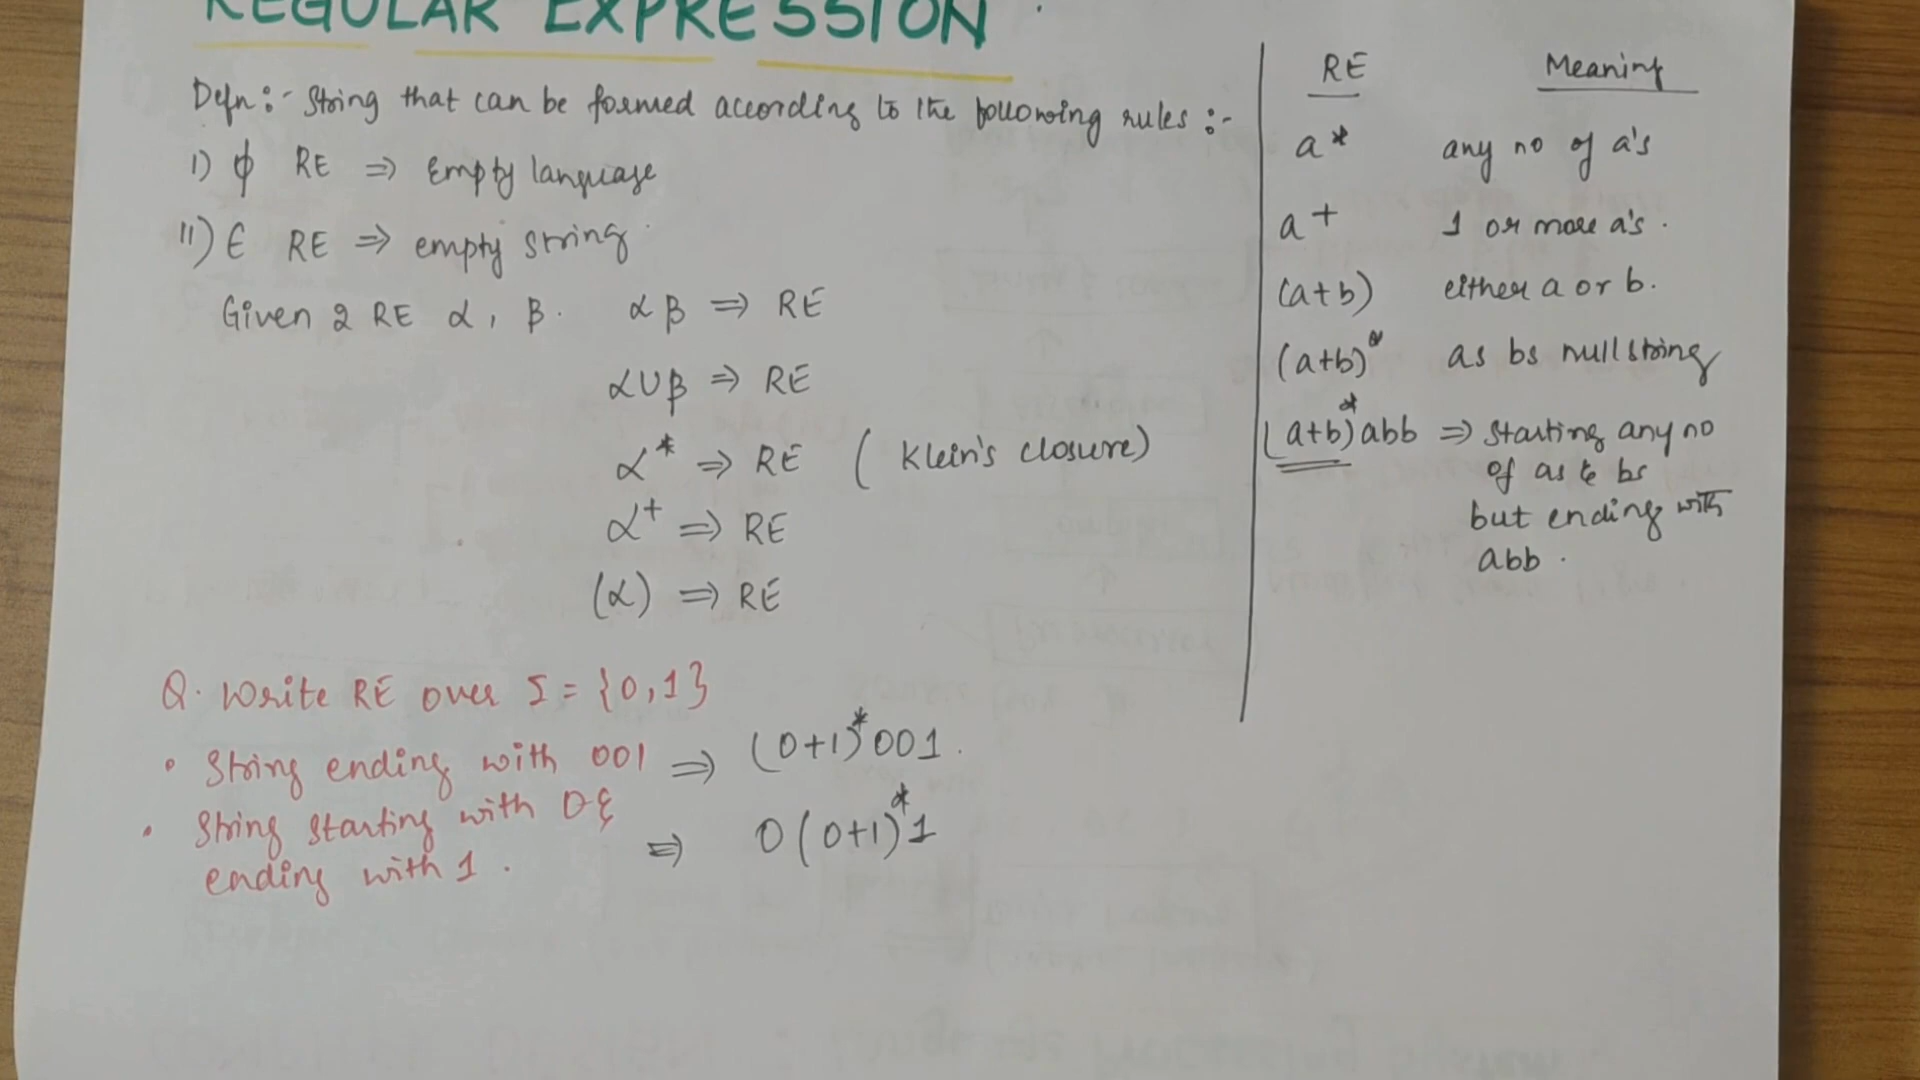 REGULAR EXPRESSION
Defn :- String that can be formed according to the following rules :-
i) ϕ RE ⇒ Empty language
ii) ϵ RE ⇒ empty string.
Given 2 RE α, β. αβ ⇒ RE
α∪β ⇒ RE
α* ⇒ RE ( Klein's closure)
α+ ⇒ RE
(α) ⇒ RE
RE Meaning
a* any no of a's
a+ 1 or more a's.
(a+b) either a or b.
(a+b)* as bs null string
(a+b)*abb ⇒ starting any no
of as & bs
but ending with
abb.
Q. Write RE over Σ = {0,1}
• String ending with 001 ⇒ (0+1)*001.
• String starting with 0 &
ending with 1. ⇒ 0(0+1)*1